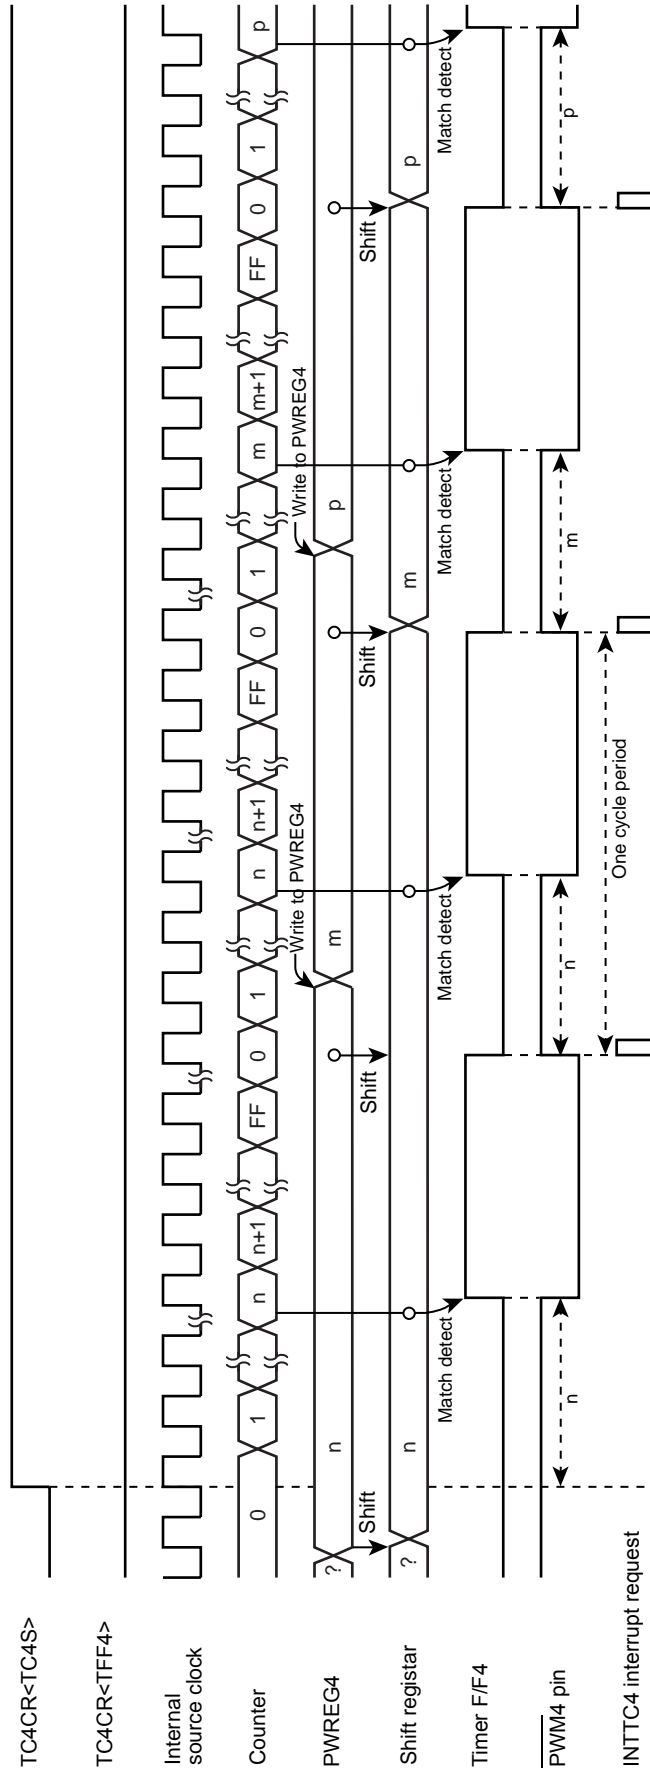 TC4CR<TC4S>
TC4CR<TFF4>
Internal
source clock
Counter
0
1
n
n+1
FF
0
1
n
n+1
FF
0
1
m
m+1
FF
0
1
p
Write to PWREG4
Write to PWREG4
PWREG4
?
n
m
p
Shift
Shift
Shift
Shift
Shift registar
?
n
m
p
Match detect
Match detect
Match detect
Match detect
Timer F/F4
PWM4 pin
n
n
m
p
One cycle period
INTTC4 interrupt request